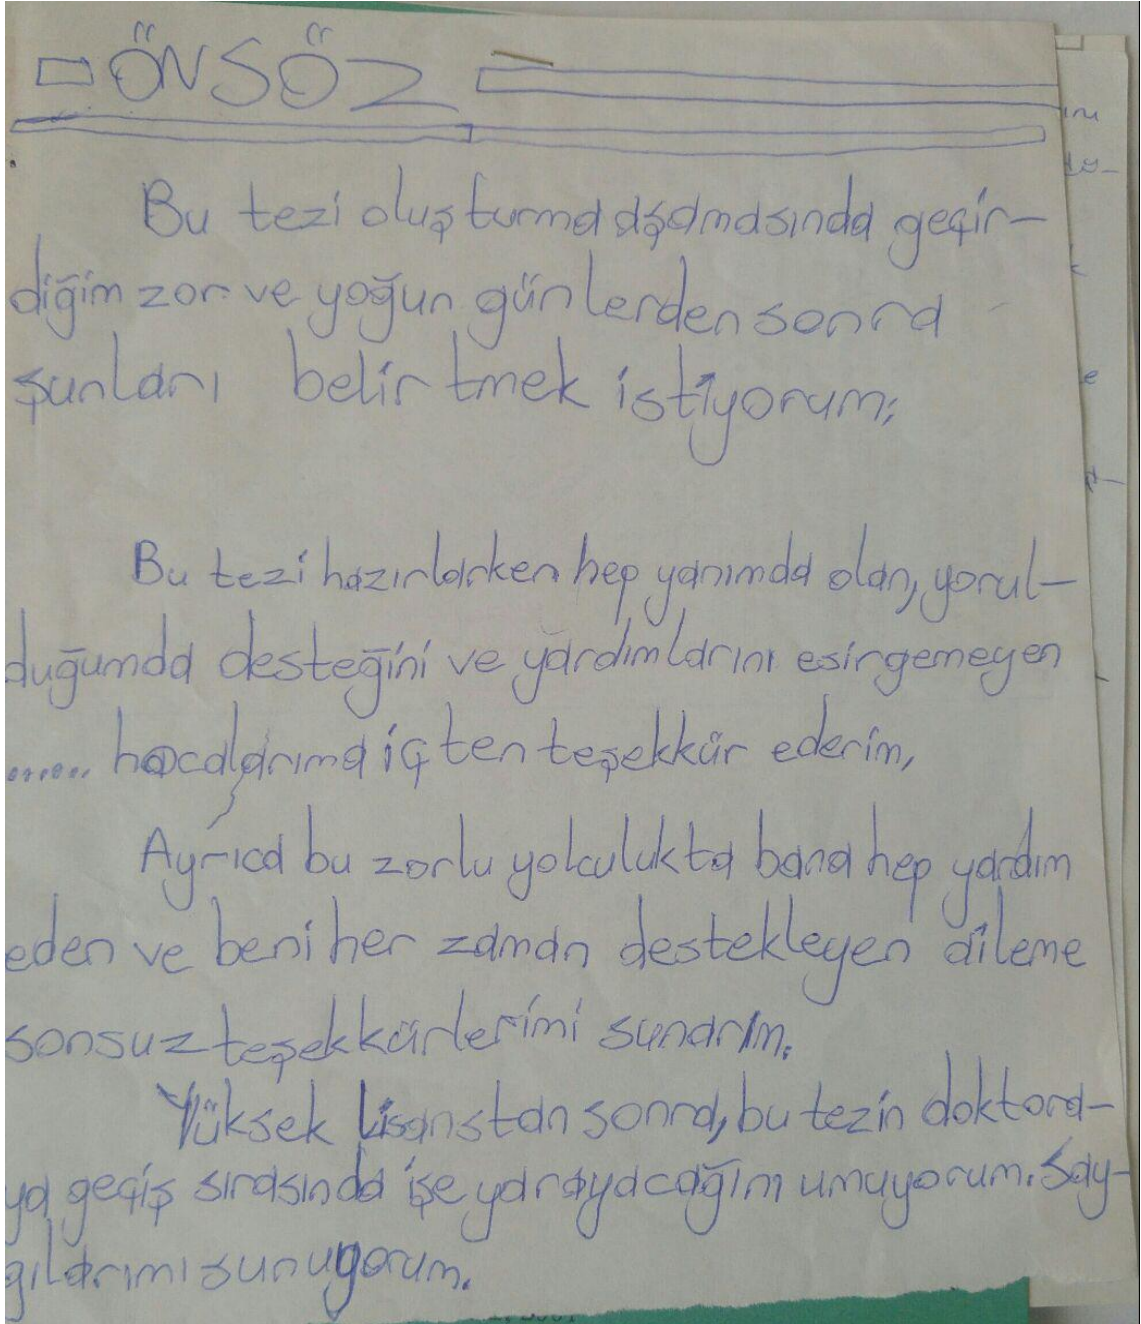 ÖNSÖZ
Bu tezi oluşturma aşamasında geçir-
diğim zor ve yoğun günlerden sonra
şunları belirtmek istiyorum;
Bu tezi hazırlarken hep yanımda olan, yorul-
duğumda desteğini ve yardımlarını esirgemeyen
....... hocalarıma içten teşekkür ederim,
Ayrıca bu zorlu yolculukta bana hep yardım
eden ve beni her zaman destekleyen aileme
sonsuz teşekkürlerimi sunarım.
Yüksek Lisanstan sonra, bu tezin doktora-
ya geçiş sırasında işe yarayacağını umuyorum. Say-
gılarımı sunuyorum.